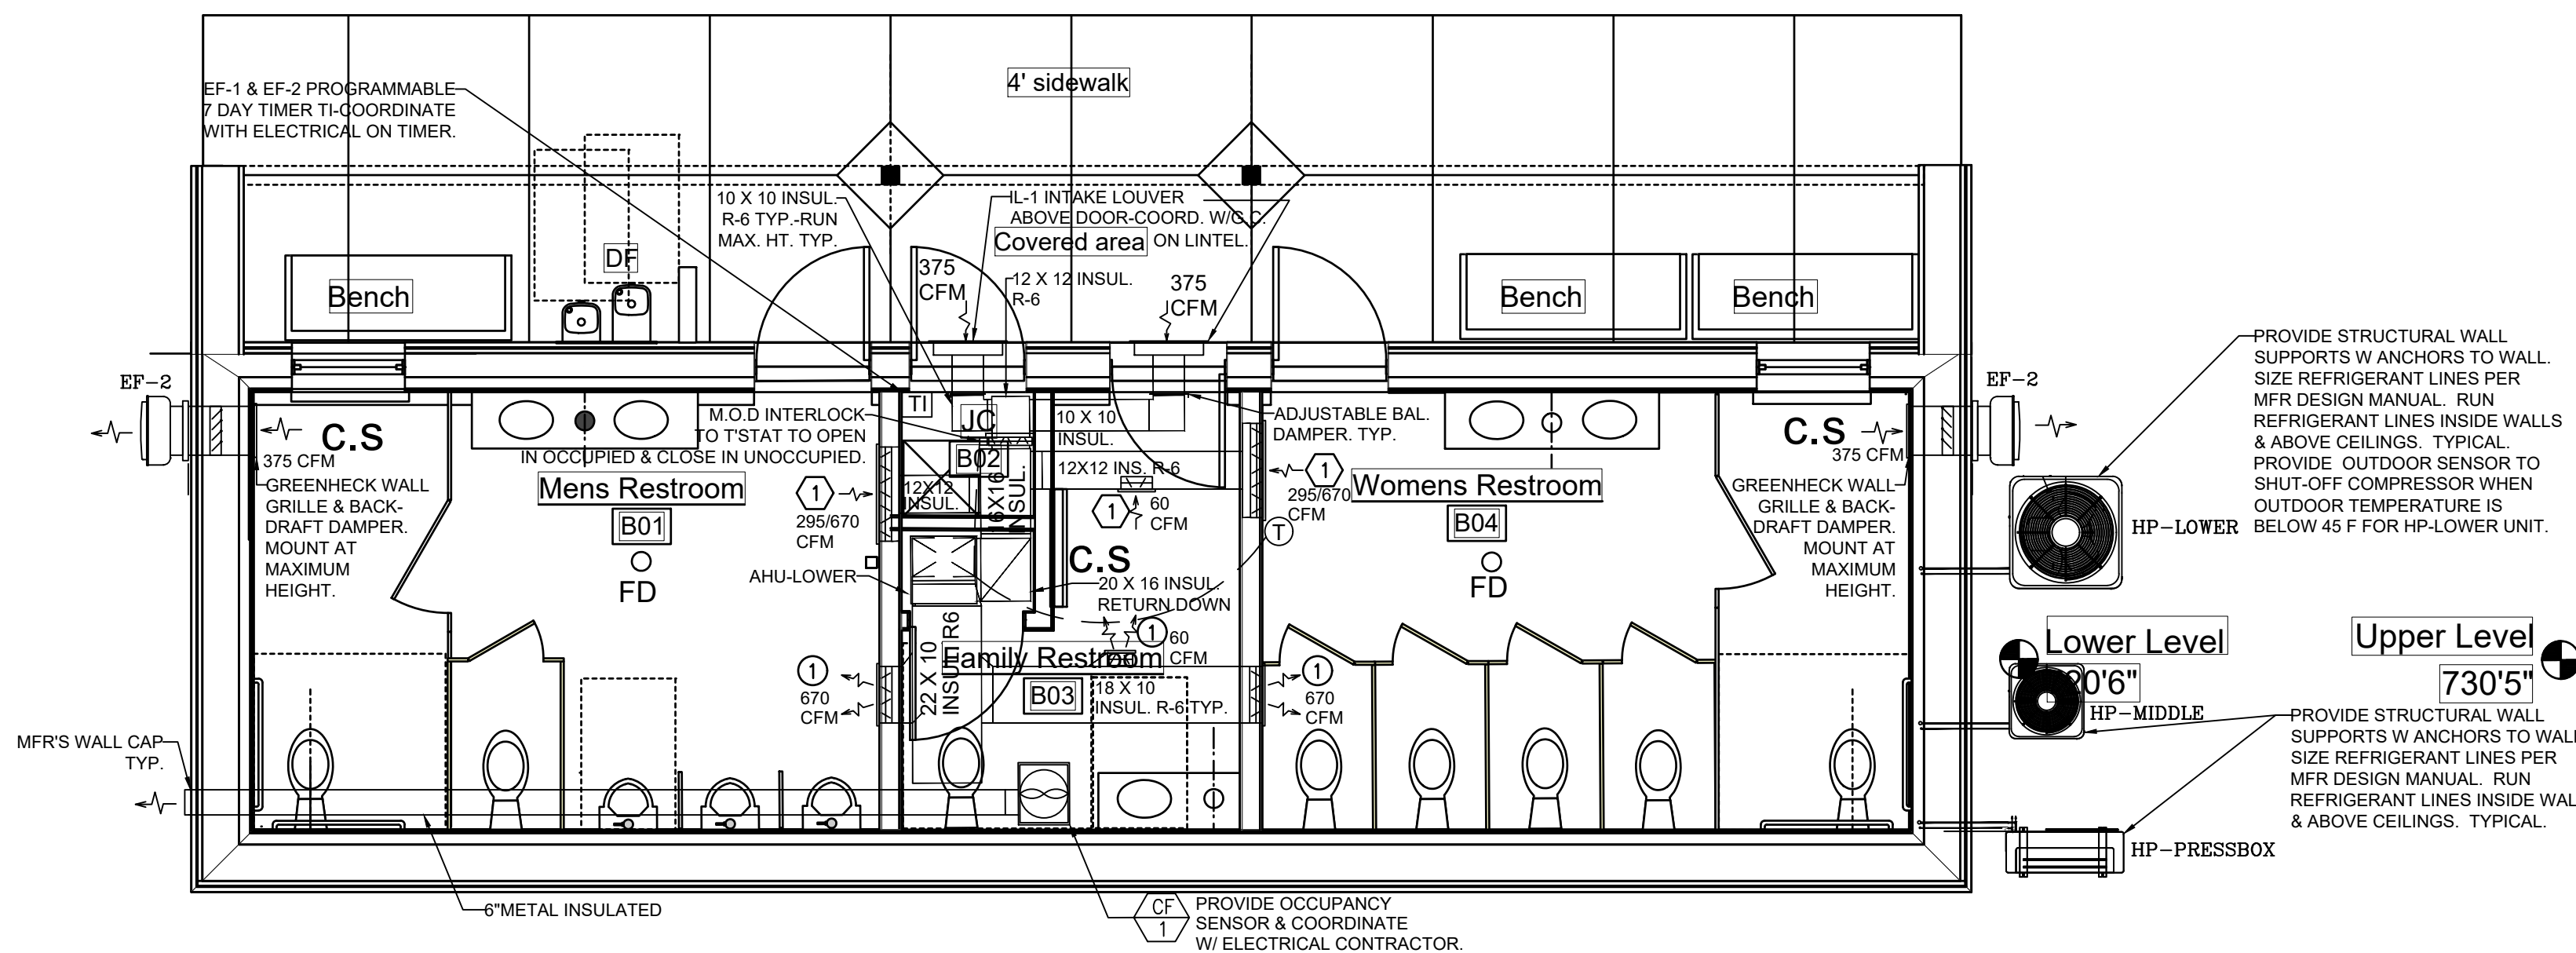 4' sidewalk
EF-1 & EF-2 PROGRAMMABLE
7 DAY TIMER TI-COORDINATE
WITH ELECTRICAL ON TIMER.
10 X 10 INSUL.
R-6 TYP.-RUN
MAX. HT. TYP.
IL-1 INTAKE LOUVER
ABOVE DOOR-COORD. W/G.C.
ON LINTEL.
Covered area
DF
Bench
375
CFM
12 X 12 INSUL.
R-6
375
CFM
Bench
Bench
EF-2
C.S
375 CFM
GREENHECK WALL
GRILLE & BACK-
DRAFT DAMPER.
MOUNT AT
MAXIMUM
HEIGHT.
M.O.D INTERLOCK
TO T'STAT TO OPEN
IN OCCUPIED & CLOSE IN UNOCCUPIED.
Mens Restroom
B01
FD
1
295/670
CFM
AHU-LOWER
1
670
CFM
TI
JC
B02
12X12
INSUL.
16X16
INSUL.
10 X 10
INSUL.
12X12 INS. R-6
1
60
CFM
C.S
20 X 16 INSUL.
RETURN DOWN
1
60
CFM
22 X 10
INSUL. R6
Family Restroom
B03
18 X 10
INSUL. R-6 TYP.
ADJUSTABLE BAL.
DAMPER. TYP.
1
295/670
CFM
T
Womens Restroom
B04
FD
1
670
CFM
EF-2
C.S
375 CFM
GREENHECK WALL
GRILLE & BACK-
DRAFT DAMPER.
MOUNT AT
MAXIMUM
HEIGHT.
PROVIDE STRUCTURAL WALL
SUPPORTS W ANCHORS TO WALL.
SIZE REFRIGERANT LINES PER
MFR DESIGN MANUAL. RUN
REFRIGERANT LINES INSIDE WALLS
& ABOVE CEILINGS. TYPICAL.
PROVIDE OUTDOOR SENSOR TO
SHUT-OFF COMPRESSOR WHEN
OUTDOOR TEMPERATURE IS
BELOW 45 F FOR HP-LOWER UNIT.
HP-LOWER
Lower Level
0'6"
Upper Level
730'5"
HP-MIDDLE
PROVIDE STRUCTURAL WALL
SUPPORTS W ANCHORS TO WALL
SIZE REFRIGERANT LINES PER
MFR DESIGN MANUAL. RUN
REFRIGERANT LINES INSIDE WAL
& ABOVE CEILINGS. TYPICAL.
HP-PRESSBOX
MFR'S WALL CAP
TYP.
6"METAL INSULATED
CF
1
PROVIDE OCCUPANCY
SENSOR & COORDINATE
W/ ELECTRICAL CONTRACTOR.